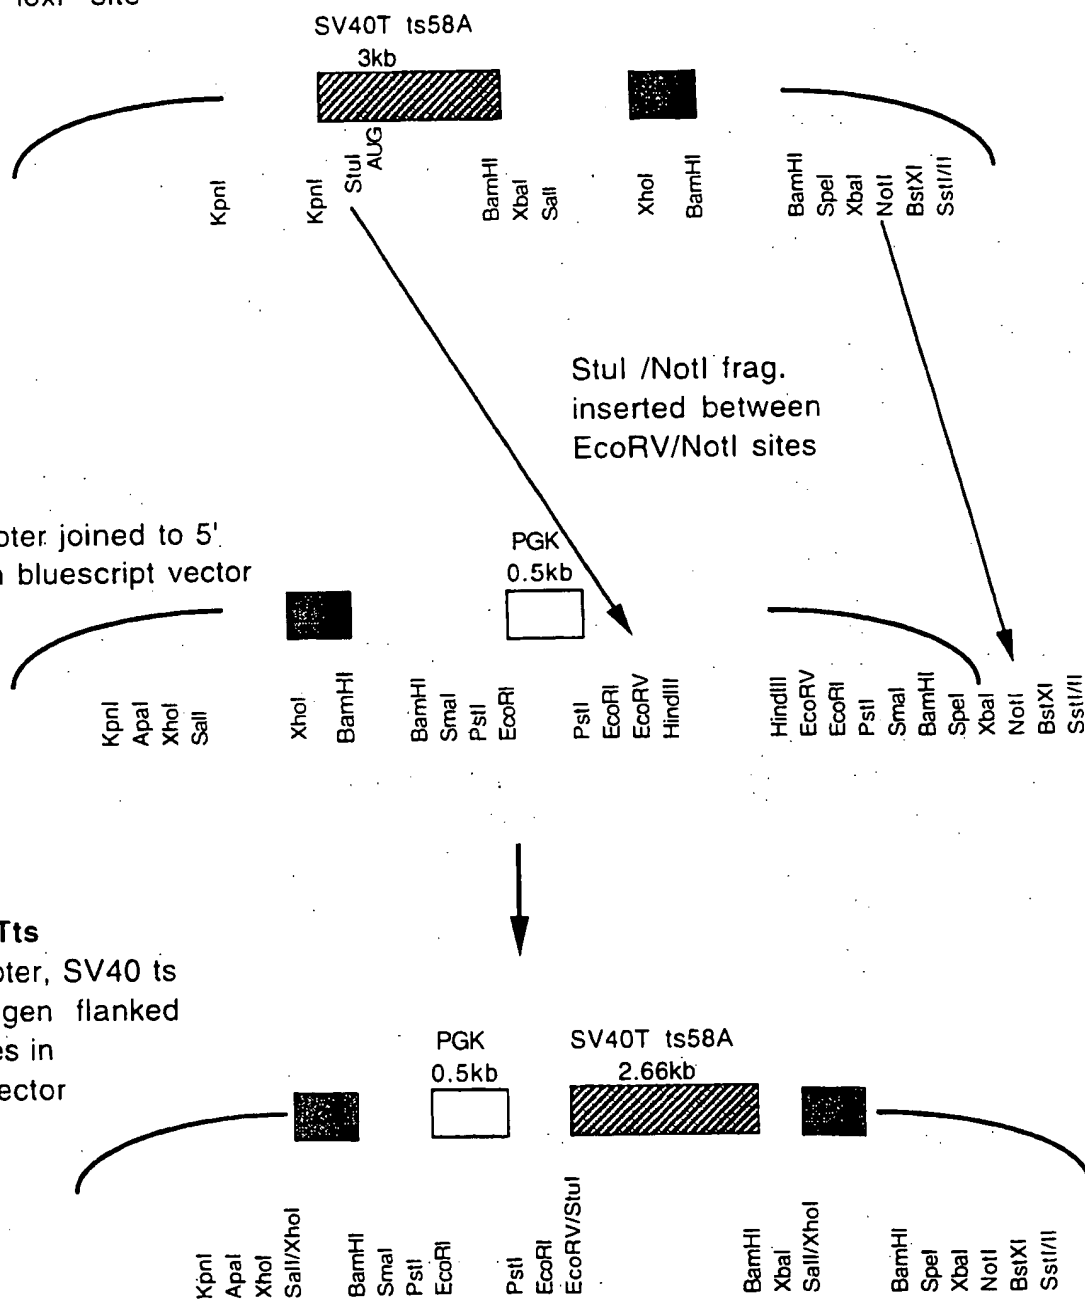 loxP site
SV40T ts58A
3kb
KpnI
KpnI
StuI
AUG
BamHI
XbaI
SalI
XhoI
BamHI
BamHI
SpeI
XbaI
NotI
BstXI
SstI/II
StuI /NotI frag.
inserted between
EcoRV/NotI sites
oter joined to 5'
n bluescript vector
PGK
0.5kb
KpnI
ApaI
XhoI
SalI
XhoI
BamHI
BamHI
SmaI
PstI
EcoRI
PstI
EcoRI
EcoRV
HindIII
HindIII
EcoRV
EcoRI
PstI
SmaI
BamHI
SpeI
XbaI
NotI
BstXI
SstI/II
Tts
oter, SV40 ts
gen flanked
es in
ector
PGK
0.5kb
SV40T ts58A
2.66kb
KpnI
ApaI
XhoI
SalI/XhoI
BamHI
SmaI
PstI
EcoRI
PstI
EcoRI
EcoRV/StuI
BamHI
XbaI
SalI/XhoI
BamHI
SpeI
XbaI
NotI
BstXI
SstI/II